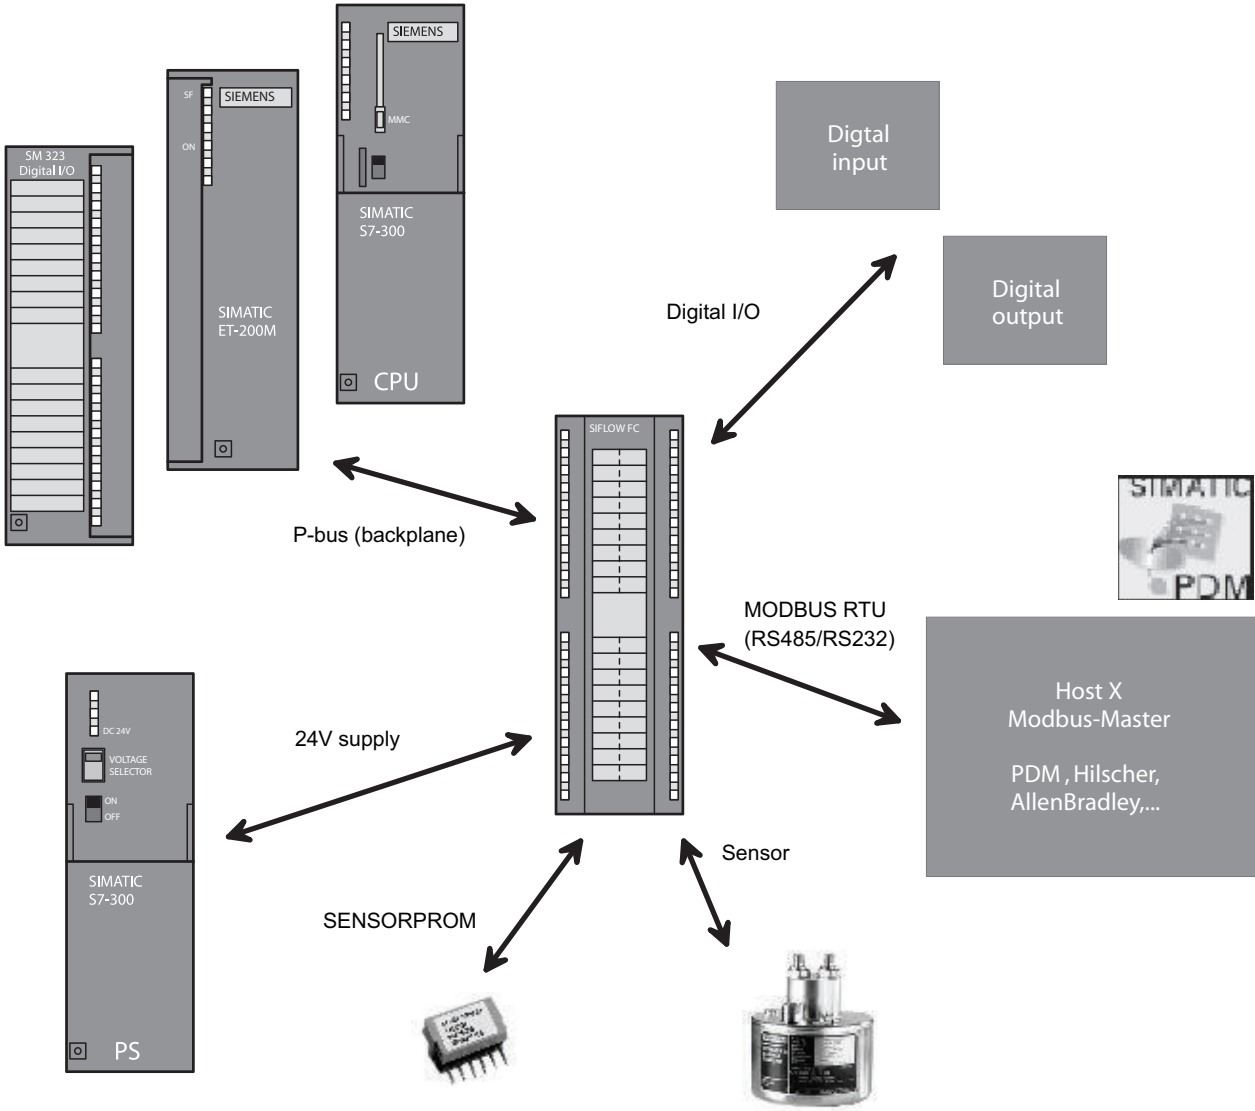 SIEMENS
MMC
SIMATIC
S7-300
CPU
SF
SIEMENS
ON
SIMATIC
ET-200M
SM 323
Digital I/O
Digtal
input
Digital
output
Digital I/O
P-bus (backplane)
SIFLOW FC
SIMATIC
PDM
MODBUS RTU
(RS485/RS232)
Host X
Modbus-Master
PDM , Hilscher,
AllenBradley,...
24V supply
DC 24V
VOLTAGE
SELECTOR
ON
OFF
SIMATIC
S7-300
PS
SENSORPROM
Sensor